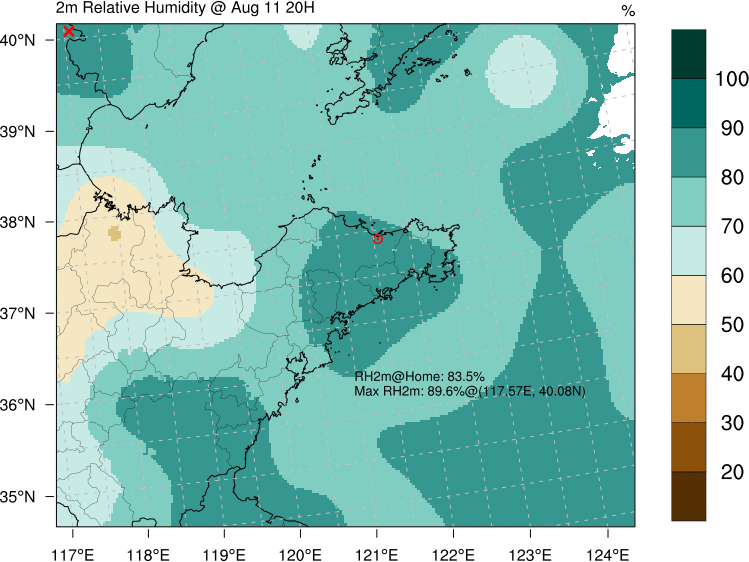 2m Relative Humidity @ Aug 11 20H
%
40°N
39°N
38°N
37°N
36°N
35°N
RH2m@Home: 83.5%
Max RH2m: 89.6%@(117.57E, 40.08N)
117°E 118°E 119°E 120°E 121°E 122°E 123°E 124°E
100
90
80
70
60
50
40
30
20